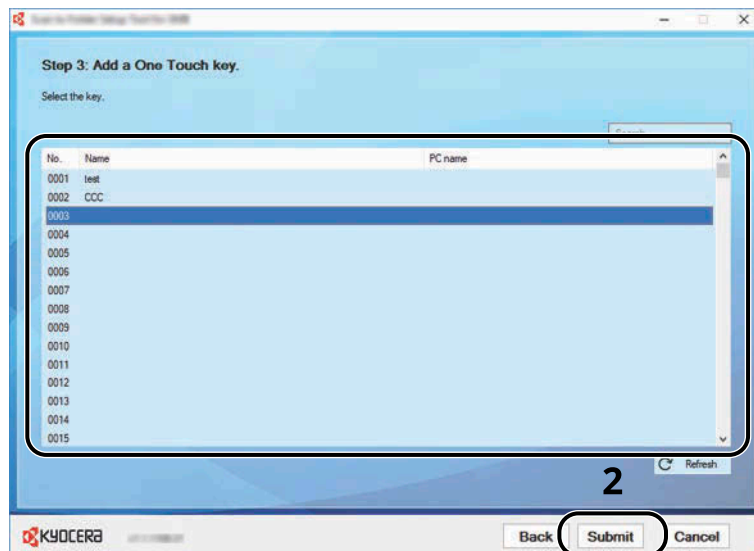 Step 3: Add a One Touch key.
Select the key.
No. Name PC name
0001 test
0002 CCC
0003
0004
0005
0006
0007
0008
0009
0010
0011
0012
0013
0014
0015
Refresh
2
KYOCERA
Back Submit Cancel